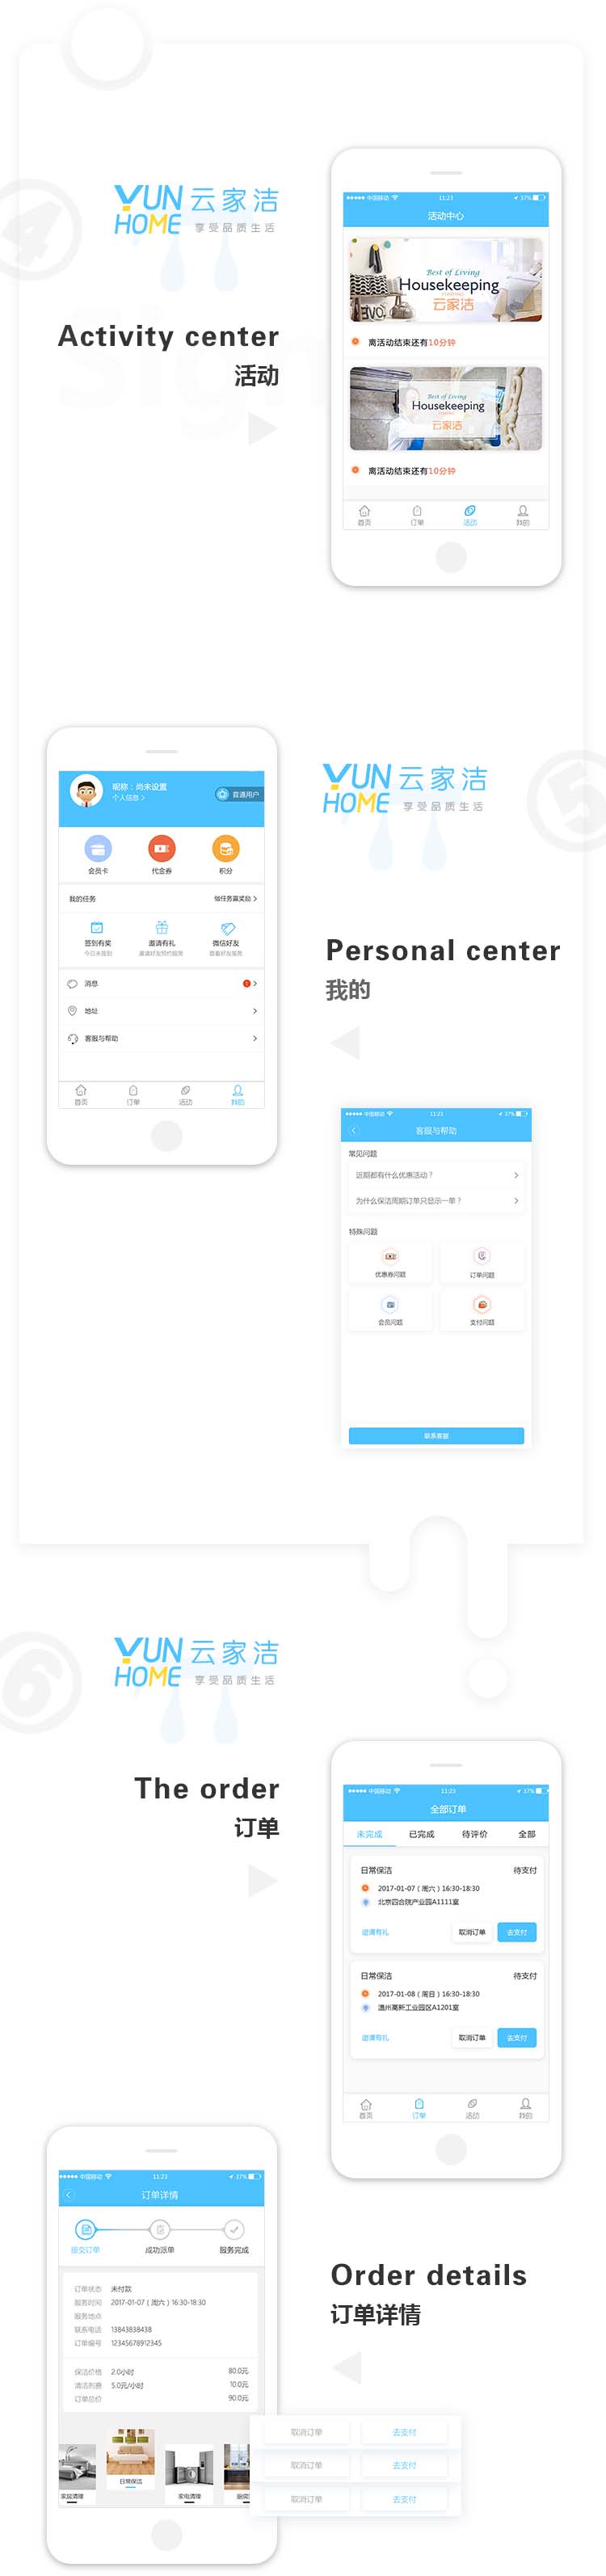 4
YUN 云家洁
HOME 享受品质生活
Activity center
活动
中国移动 11:23 37%
活动中心
Best of Living
Housekeeping
云家洁
离活动结束还有10分钟
Best of Living
Housekeeping
云家洁
离活动结束还有10分钟
首页 订单 活动 我的
昵称：尚未设置
个人信息 >
普通用户
会员卡 代金券 积分
我的任务 做任务赢奖励 >
签到有奖 邀请有礼 微信好友
今日未签到 邀请好友预约服务
消息 1 >
地址 >
客服与帮助 >
首页 订单 活动 我的
5
YUN 云家洁
HOME 享受品质生活
Personal center
我的
中国移动 11:23 37%
客服与帮助
常见问题
近期都有什么优惠活动？ >
为什么保洁周期订单只显示一单？ >
特殊问题
优惠券问题 订单问题
会员问题 支付问题
联系客服
6
YUN 云家洁
HOME 享受品质生活
The order
订单
中国移动 11:23 37%
全部订单
未完成 已完成 待评价 全部
日常保洁 待支付
2017-01-07（周六）16:30-18:30
北京四合院产业园A1111室
邀请有礼 取消订单 去支付
日常保洁 待支付
2017-01-08（周日）16:30-18:30
温州高新工业园区A1201室
邀请有礼 取消订单 去支付
首页 订单 活动 我的
中国移动 11:23 37%
订单详情
提交订单 成功派单 服务完成
订单状态 未付款
服务时间 2017-01-07（周六）16:30-18:30
服务地点
联系电话 13843838438
订单编号 12345678912345
保洁价格 2.0小时 80.0元
清洁剂费 5.0元/小时 10.0元
订单总价 90.0元
家居清理 日常保洁 家电清理
Order details
订单详情
取消订单 去支付
取消订单 去支付
取消订单 去支付